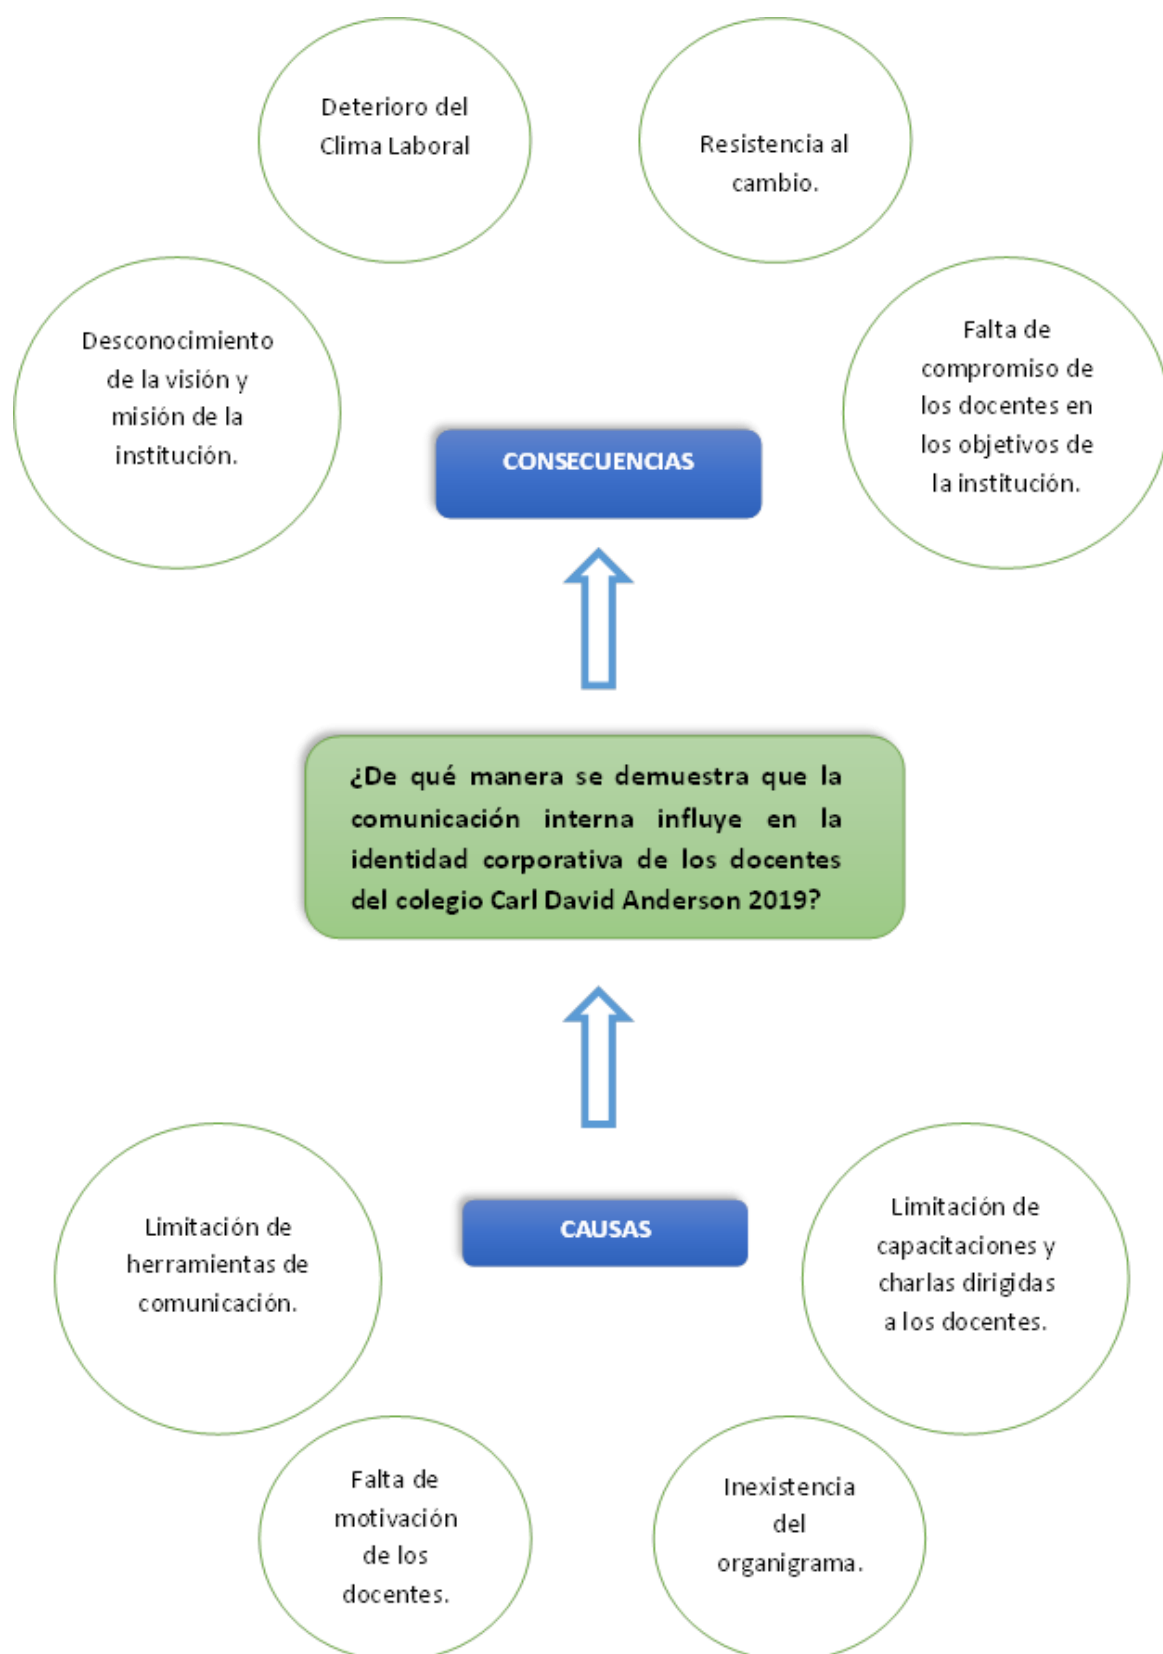 Deterioro del
Clima Laboral
Resistencia al
cambio.
Desconocimiento
de la visión y
misión de la
institución.
Falta de
compromiso de
los docentes en
los objetivos de
la institución.
CONSECUENCIAS
¿De qué manera se demuestra que la
comunicación interna influye en la
identidad corporativa de los docentes
del colegio Carl David Anderson 2019?
Limitación de
herramientas de
comunicación.
CAUSAS
Limitación de
capacitaciones y
charlas dirigidas
a los docentes.
Falta de
motivación
de los
docentes.
Inexistencia
del
organigrama.